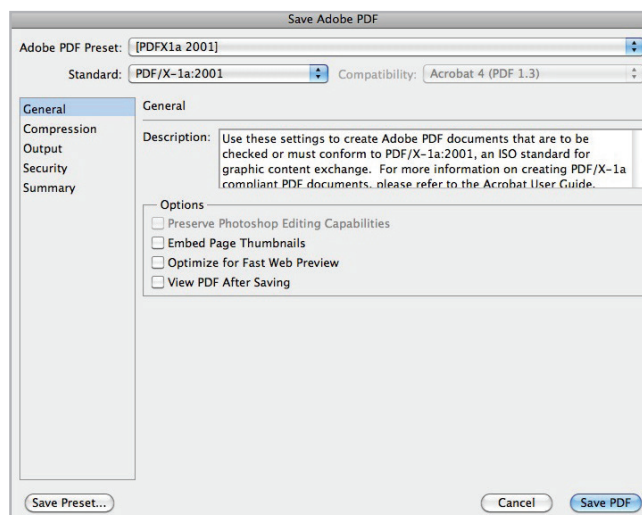 Save Adobe PDF
Adobe PDF Preset: [PDFX1a 2001]
Standard: PDF/X-1a:2001 Compatibility: Acrobat 4 (PDF 1.3)
General
Compression
Output
Security
Summary
General
Description: Use these settings to create Adobe PDF documents that are to be
checked or must conform to PDF/X-1a:2001, an ISO standard for
graphic content exchange. For more information on creating PDF/X-1a
compliant PDF documents, please refer to the Acrobat User Guide.
Options
Preserve Photoshop Editing Capabilities
Embed Page Thumbnails
Optimize for Fast Web Preview
View PDF After Saving
Save Preset... Cancel Save PDF